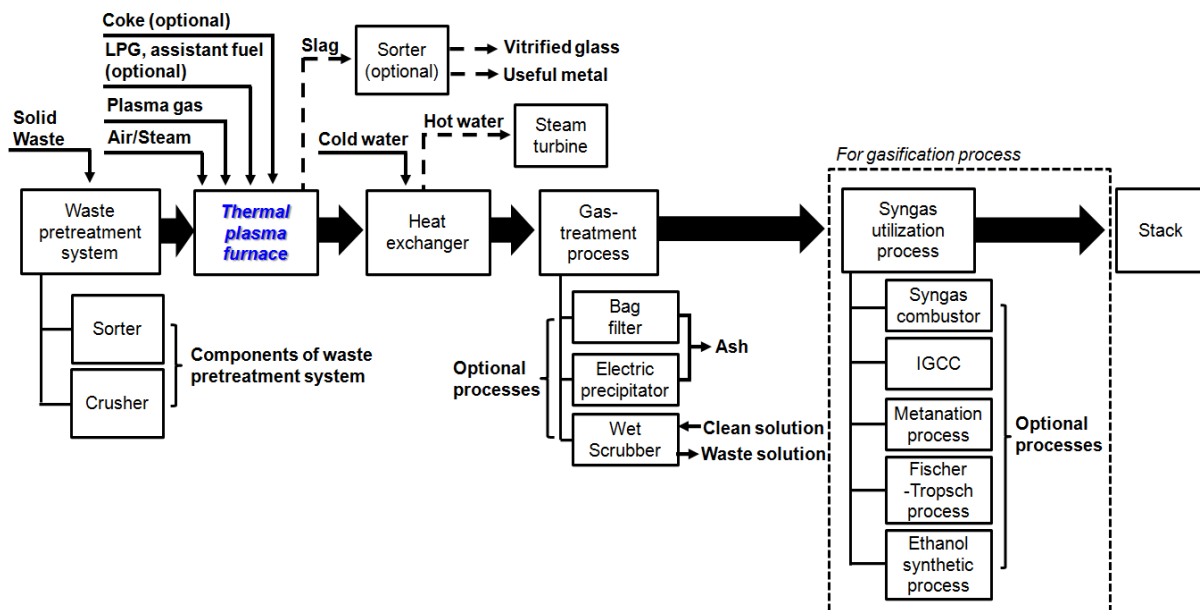 Coke (optional)
LPG, assistant fuel
(optional)
Plasma gas
Air/Steam
Solid
Waste
Slag
Sorter
(optional)
Vitrified glass
Useful metal
Cold water
Hot water
Steam
turbine
For gasification process
Waste
pretreatment
system
Thermal
plasma
furnace
Heat
exchanger
Gas-
treatment
process
Syngas
utilization
process
Stack
Sorter
Crusher
Components of waste
pretreatment system
Optional
processes
Bag
filter
Electric
precipitator
Wet
Scrubber
Ash
Clean solution
Waste solution
Syngas
combustor
IGCC
Metanation
process
Fischer
-Tropsch
process
Ethanol
synthetic
process
Optional
processes